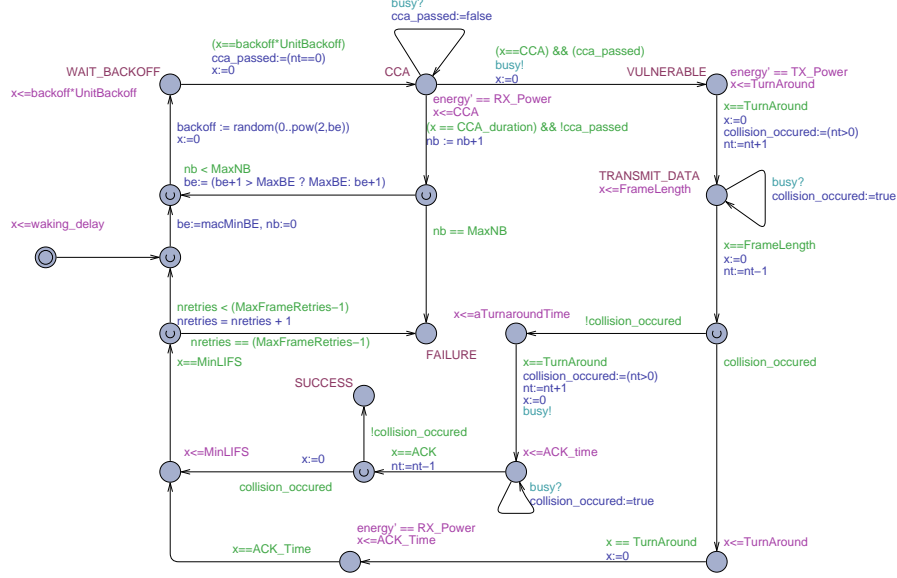 busy?
cca_passed:=false
(x==backoff*UnitBackoff)
cca_passed:=(nt==0)
x:=0
(x==CCA) && (cca_passed)
busy!
x:=0
WAIT_BACKOFF
CCA
VULNERABLE
energy' == TX_Power
x<=TurnAround
x<=backoff*UnitBackoff
energy' == RX_Power
x<=CCA
(x == CCA_duration) && !cca_passed
nb := nb+1
x==TurnAround
x:=0
collision_occured:=(nt>0)
nt:=nt+1
backoff := random(0..pow(2,be))
x:=0
nb < MaxNB
be:= (be+1 > MaxBE ? MaxBE: be+1)
TRANSMIT_DATA
x<=FrameLength
busy?
collision_occured:=true
x<=waking_delay
be:=macMinBE, nb:=0
nb == MaxNB
x==FrameLength
x:=0
nt:=nt−1
nretries < (MaxFrameRetries−1)
nretries = nretries + 1
nretries == (MaxFrameRetries−1)
x<=aTurnaroundTime
!collision_occured
FAILURE
x==MinLIFS
x==TurnAround
collision_occured:=(nt>0)
nt:=nt+1
x:=0
busy!
collision_occured
SUCCESS
!collision_occured
x<=MinLIFS
x:=0
x==ACK
nt:=nt−1
x<=ACK_time
collision_occured
busy?
collision_occured:=true
energy' == RX_Power
x<=ACK_Time
x==ACK_Time
x == TurnAround
x:=0
x<=TurnAround